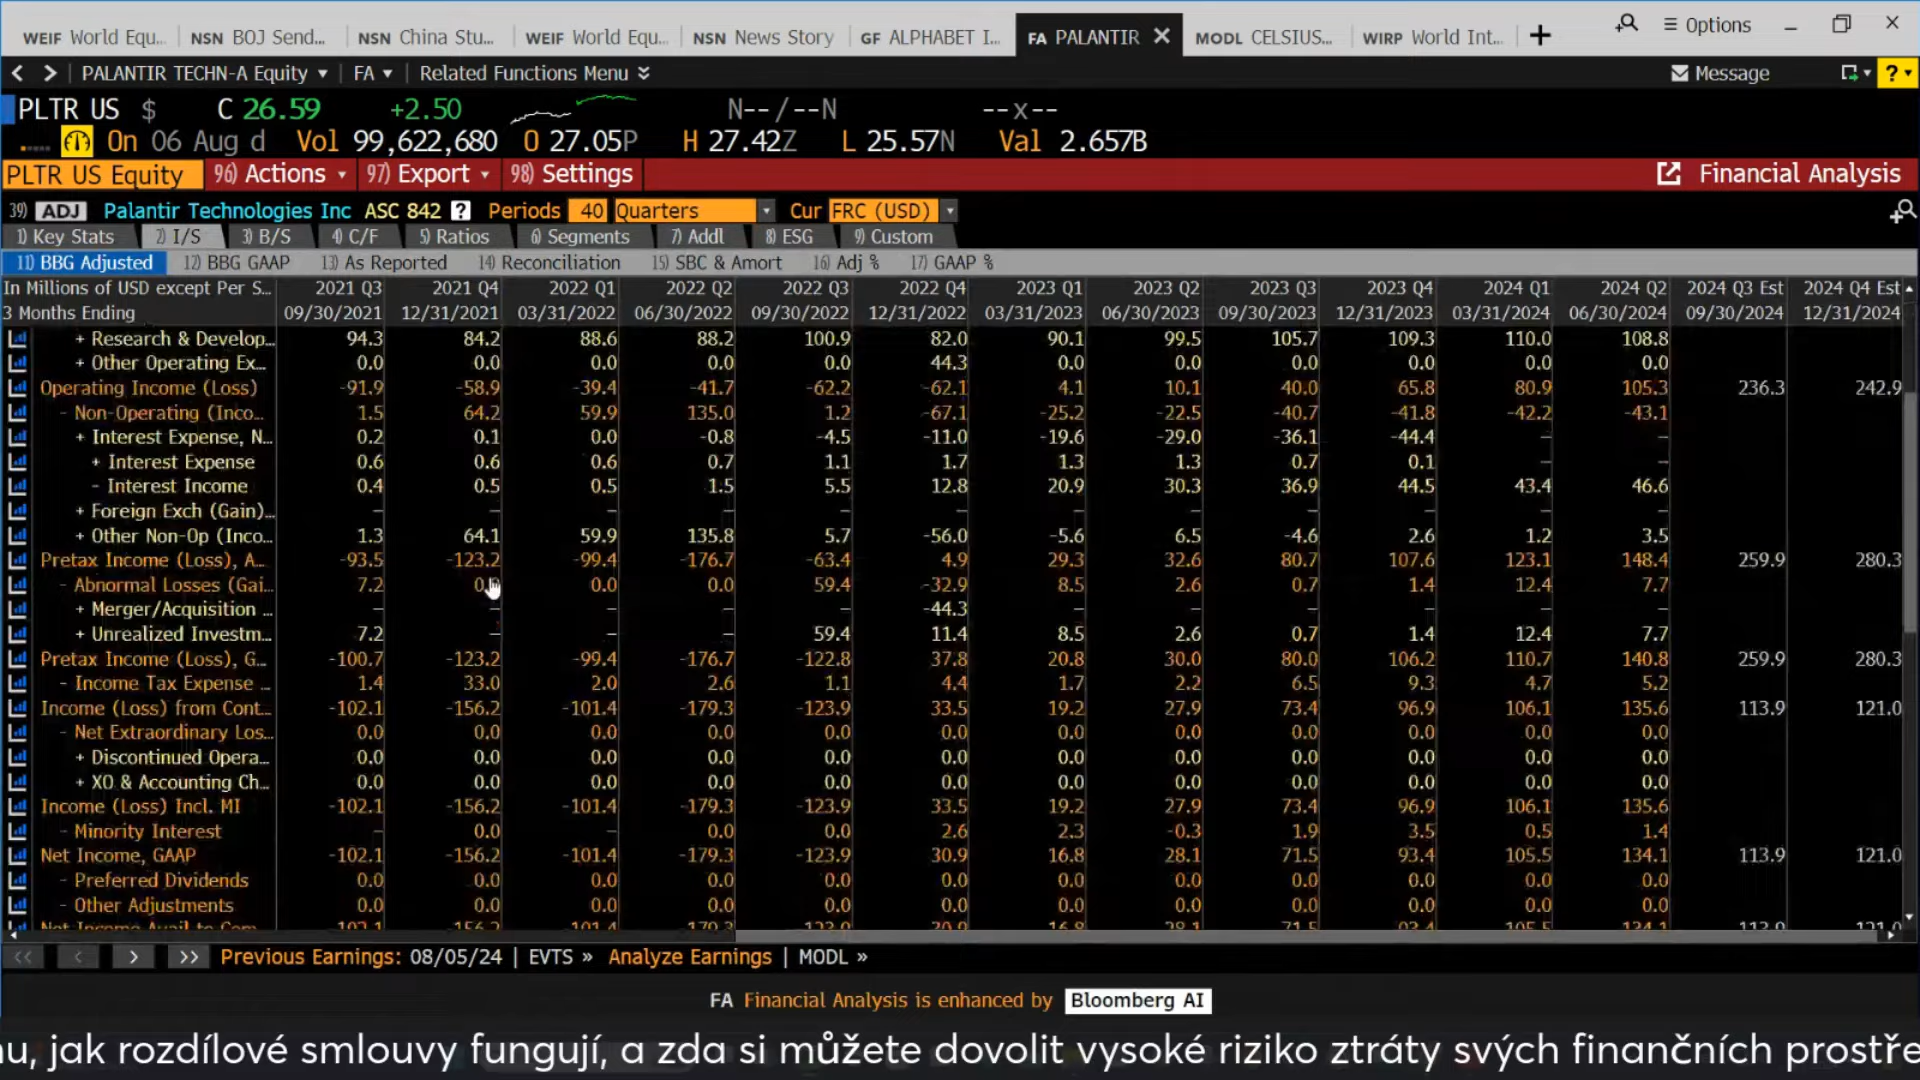 WEIF World Equ... NSN BOJ Send... NSN China Stu... WEIF World Equ... NSN News Story GF ALPHABET I... FA PALANTIR × MODL CELSIUS... WIRP World Int... + Options
< > PALANTIR TECHN-A Equity FA Related Functions Menu Message ?
PLTR US $ C 26.59 +2.50 N-- /--N --x--
On 06 Aug d Vol 99,622,680 O 27.05P H 27.42Z L 25.57N Val 2.657B
PLTR US Equity 96) Actions 97) Export 98) Settings Financial Analysis
39) ADJ Palantir Technologies Inc ASC 842 ? Periods 40 Quarters Cur FRC (USD)
1) Key Stats 2) I/S 3) B/S 4) C/F 5) Ratios 6) Segments 7) Addl 8) ESG 9) Custom
11) BBG Adjusted 12) BBG GAAP 13) As Reported 14) Reconciliation 15) SBC & Amort 16) Adj % 17) GAAP %
In Millions of USD except Per S... 2021 Q3 2021 Q4 2022 Q1 2022 Q2 2022 Q3 2022 Q4 2023 Q1 2023 Q2 2023 Q3 2023 Q4 2024 Q1 2024 Q2 2024 Q3 Est 2024 Q4 Est
3 Months Ending 09/30/2021 12/31/2021 03/31/2022 06/30/2022 09/30/2022 12/31/2022 03/31/2023 06/30/2023 09/30/2023 12/31/2023 03/31/2024 06/30/2024 09/30/2024 12/31/2024
+ Research & Develop... 94.3 84.2 88.6 88.2 100.9 82.0 90.1 99.5 105.7 109.3 110.0 108.8
+ Other Operating Ex... 0.0 0.0 0.0 0.0 0.0 44.3 0.0 0.0 0.0 0.0 0.0 0.0
Operating Income (Loss) -91.9 -58.9 -39.4 -41.7 -62.2 -62.1 4.1 10.1 40.0 65.8 80.9 105.3 236.3 242.9
- Non-Operating (Inco... 1.5 64.2 59.9 135.0 1.2 -67.1 -25.2 -22.5 -40.7 -41.8 -42.2 -43.1
+ Interest Expense, N... 0.2 0.1 0.0 -0.8 -4.5 -11.0 -19.6 -29.0 -36.1 -44.4 – –
+ Interest Expense 0.6 0.6 0.6 0.7 1.1 1.7 1.3 1.3 0.7 0.1 – –
- Interest Income 0.4 0.5 0.5 1.5 5.5 12.8 20.9 30.3 36.9 44.5 43.4 46.6
+ Foreign Exch (Gain)... – – – – – – – – – – – –
+ Other Non-Op (Inco... 1.3 64.1 59.9 135.8 5.7 -56.0 -5.6 6.5 -4.6 2.6 1.2 3.5
Pretax Income (Loss), A... -93.5 -123.2 -99.4 -176.7 -63.4 4.9 29.3 32.6 80.7 107.6 123.1 148.4 259.9 280.3
- Abnormal Losses (Gai... 7.2 0.0 0.0 59.4 -32.9 8.5 2.6 0.7 1.4 12.4 7.7
+ Merger/Acquisition ... – – – – – -44.3 – – – – – –
+ Unrealized Investm... 7.2 – – – 59.4 11.4 8.5 2.6 0.7 1.4 12.4 7.7
Pretax Income (Loss), G... -100.7 -123.2 -99.4 -176.7 -122.8 37.8 20.8 30.0 80.0 106.2 110.7 140.8 259.9 280.3
- Income Tax Expense ... 1.4 33.0 2.0 2.6 1.1 4.4 1.7 2.2 6.5 9.3 4.7 5.2
Income (Loss) from Cont... -102.1 -156.2 -101.4 -179.3 -123.9 33.5 19.2 27.9 73.4 96.9 106.1 135.6 113.9 121.0
- Net Extraordinary Los... 0.0 0.0 0.0 0.0 0.0 0.0 0.0 0.0 0.0 0.0 0.0 0.0
+ Discontinued Opera... 0.0 0.0 0.0 0.0 0.0 0.0 0.0 0.0 0.0 0.0 0.0 0.0
+ XO & Accounting Ch... 0.0 0.0 0.0 0.0 0.0 0.0 0.0 0.0 0.0 0.0 0.0 0.0
Income (Loss) Incl. MI -102.1 -156.2 -101.4 -179.3 -123.9 33.5 19.2 27.9 73.4 96.9 106.1 135.6
- Minority Interest – 0.0 – 0.0 0.0 2.6 2.3 -0.3 1.9 3.5 0.5 1.4
Net Income, GAAP -102.1 -156.2 -101.4 -179.3 -123.9 30.9 16.8 28.1 71.5 93.4 105.5 134.1 113.9 121.0
- Preferred Dividends 0.0 0.0 0.0 0.0 0.0 0.0 0.0 0.0 0.0 0.0 0.0 0.0
- Other Adjustments 0.0 0.0 0.0 0.0 0.0 0.0 0.0 0.0 0.0 0.0 0.0 0.0
<< < > >> Previous Earnings: 08/05/24 | EVTS » Analyze Earnings | MODL »
FA Financial Analysis is enhanced by Bloomberg AI
jak rozdílové smlouvy fungují, a zda si můžete dovolit vysoké riziko ztráty svých finančních